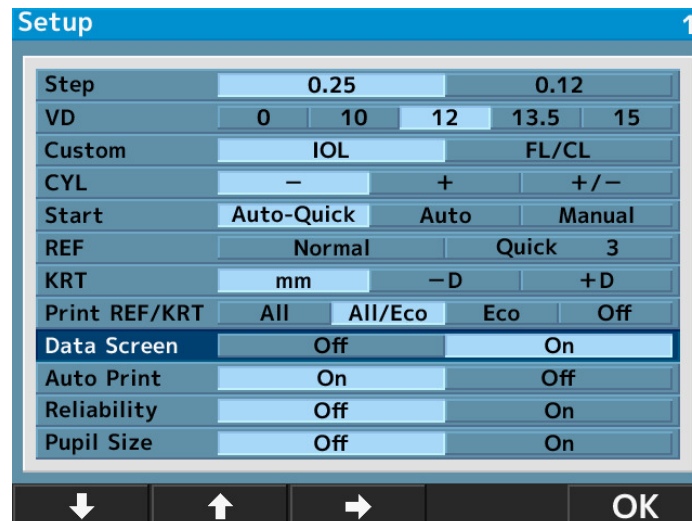 Setup 1
Step 0.25 0.12
VD 0 10 12 13.5 15
Custom IOL FL/CL
CYL − + +/−
Start Auto-Quick Auto Manual
REF Normal Quick 3
KRT mm −D +D
Print REF/KRT All All/Eco Eco Off
Data Screen Off On
Auto Print On Off
Reliability Off On
Pupil Size Off On
OK